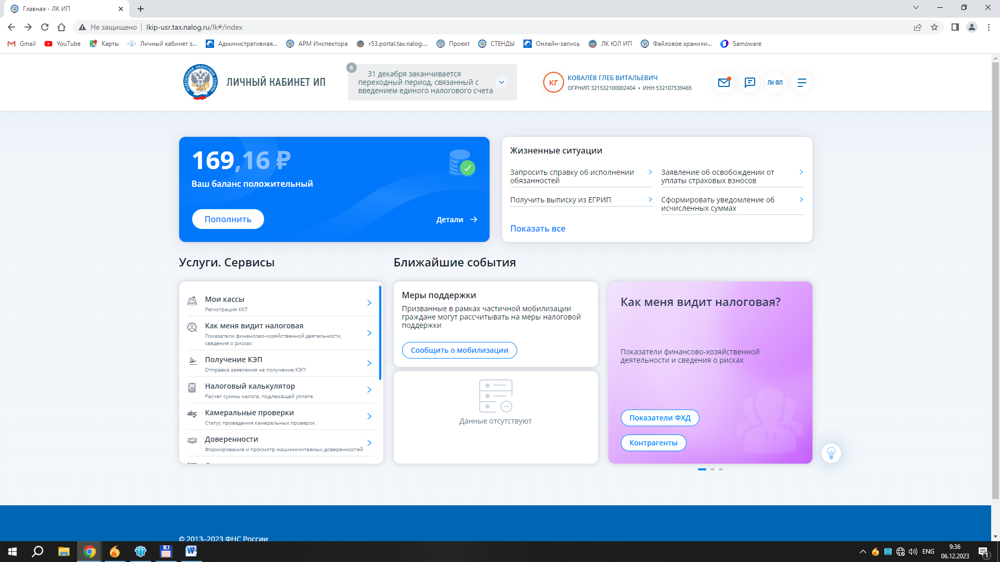 Главная - ЛК ИП
Не защищено
lkip-usr.tax.nalog.ru/lk#/index
Gmail
YouTube
Карты
Личный кабинет з...
Административная...
АРМ Инспектора
r53.portal.tax.nalog....
Проект
СТЕНДЫ
Онлайн-запись
ЛК ЮЛ ИП
Файловое хранили...
Samoware
ФЕДЕРАЛЬНАЯ НАЛОГОВАЯ СЛУЖБА
ЛИЧНЫЙ КАБИНЕТ ИП
6
31 декабря заканчивается
переходный период, связанный с
введением единого налогового счета
КГ
КОВАЛЁВ ГЛЕБ ВИТАЛЬЕВИЧ
ОГРНИП 321532100002404 • ИНН 532107539465
ЛК ФЛ
169,16 ₽
Ваш баланс положительный
Пополнить
Детали
Жизненные ситуации
Запросить справку об исполнении
обязанностей
Заявление об освобождении от
уплаты страховых взносов
Получить выписку из ЕГРИП
Сформировать уведомление об
исчисленных суммах
Показать все
Услуги. Сервисы
Мои кассы
Регистрация ККТ
Как меня видит налоговая
Показатели финансово-хозяйственной деятельности,
сведения о рисках
Получение КЭП
Отправка заявления на получение КЭП
Налоговый калькулятор
Расчет суммы налога, подлежащей уплате
abc
Камеральные проверки
Статус проведения камеральных проверок
Доверенности
Формирование и просмотр машиночитаемых доверенностей
Ближайшие события
Меры поддержки
Призванные в рамках частичной мобилизации
граждане могут рассчитывать на меры налоговой
поддержки
Сообщить о мобилизации
Данные отсутствуют
Как меня видит налоговая?
Показатели финансово-хозяйственной
деятельности и сведения о рисках
Показатели ФХД
Контрагенты
© 2013–2023 ФНС России
ENG
9:36
06.12.2023
1